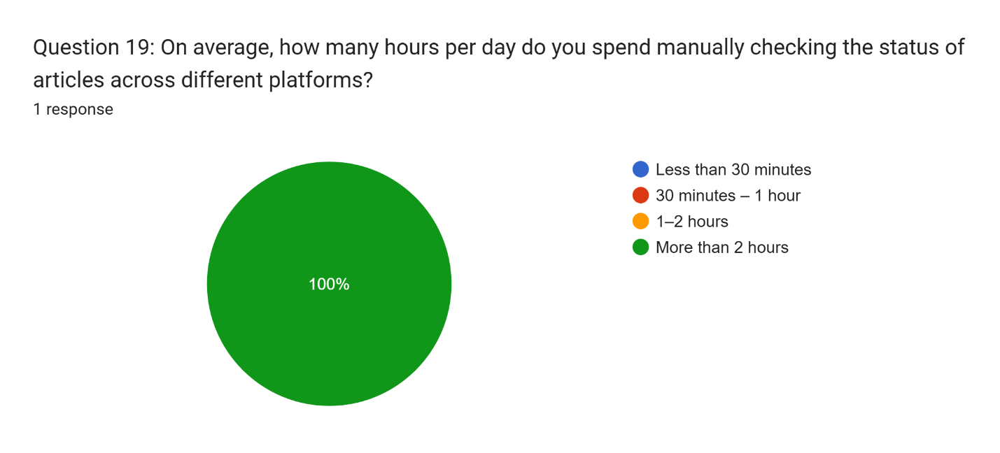 Question 19: On average, how many hours per day do you spend manually checking the status of
articles across different platforms?
1 response
100%
Less than 30 minutes
30 minutes – 1 hour
1–2 hours
More than 2 hours